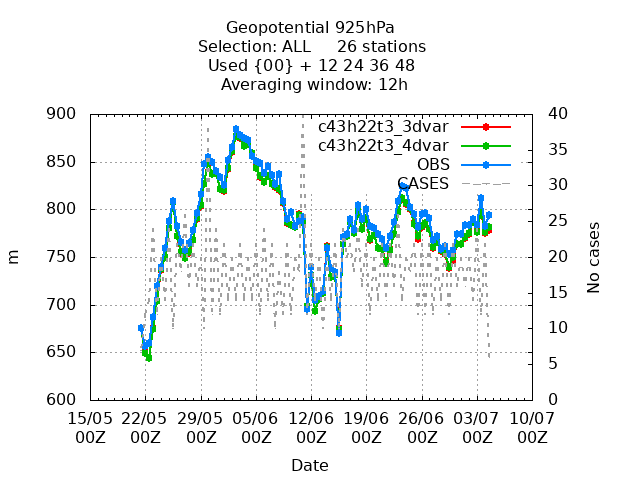 Geopotential 925hPa
Selection: ALL     26 stations
Used {00} + 12 24 36 48
Averaging window: 12h
900 850 800 750 700 650 600
m
40 35 30 25 20 15 10 5 0
No cases
c43h22t3_3dvar
c43h22t3_4dvar
OBS
CASES
15/05 22/05 29/05 05/06 12/06 19/06 26/06 03/07 10/07
00Z 00Z 00Z 00Z 00Z 00Z 00Z 00Z 00Z
Date